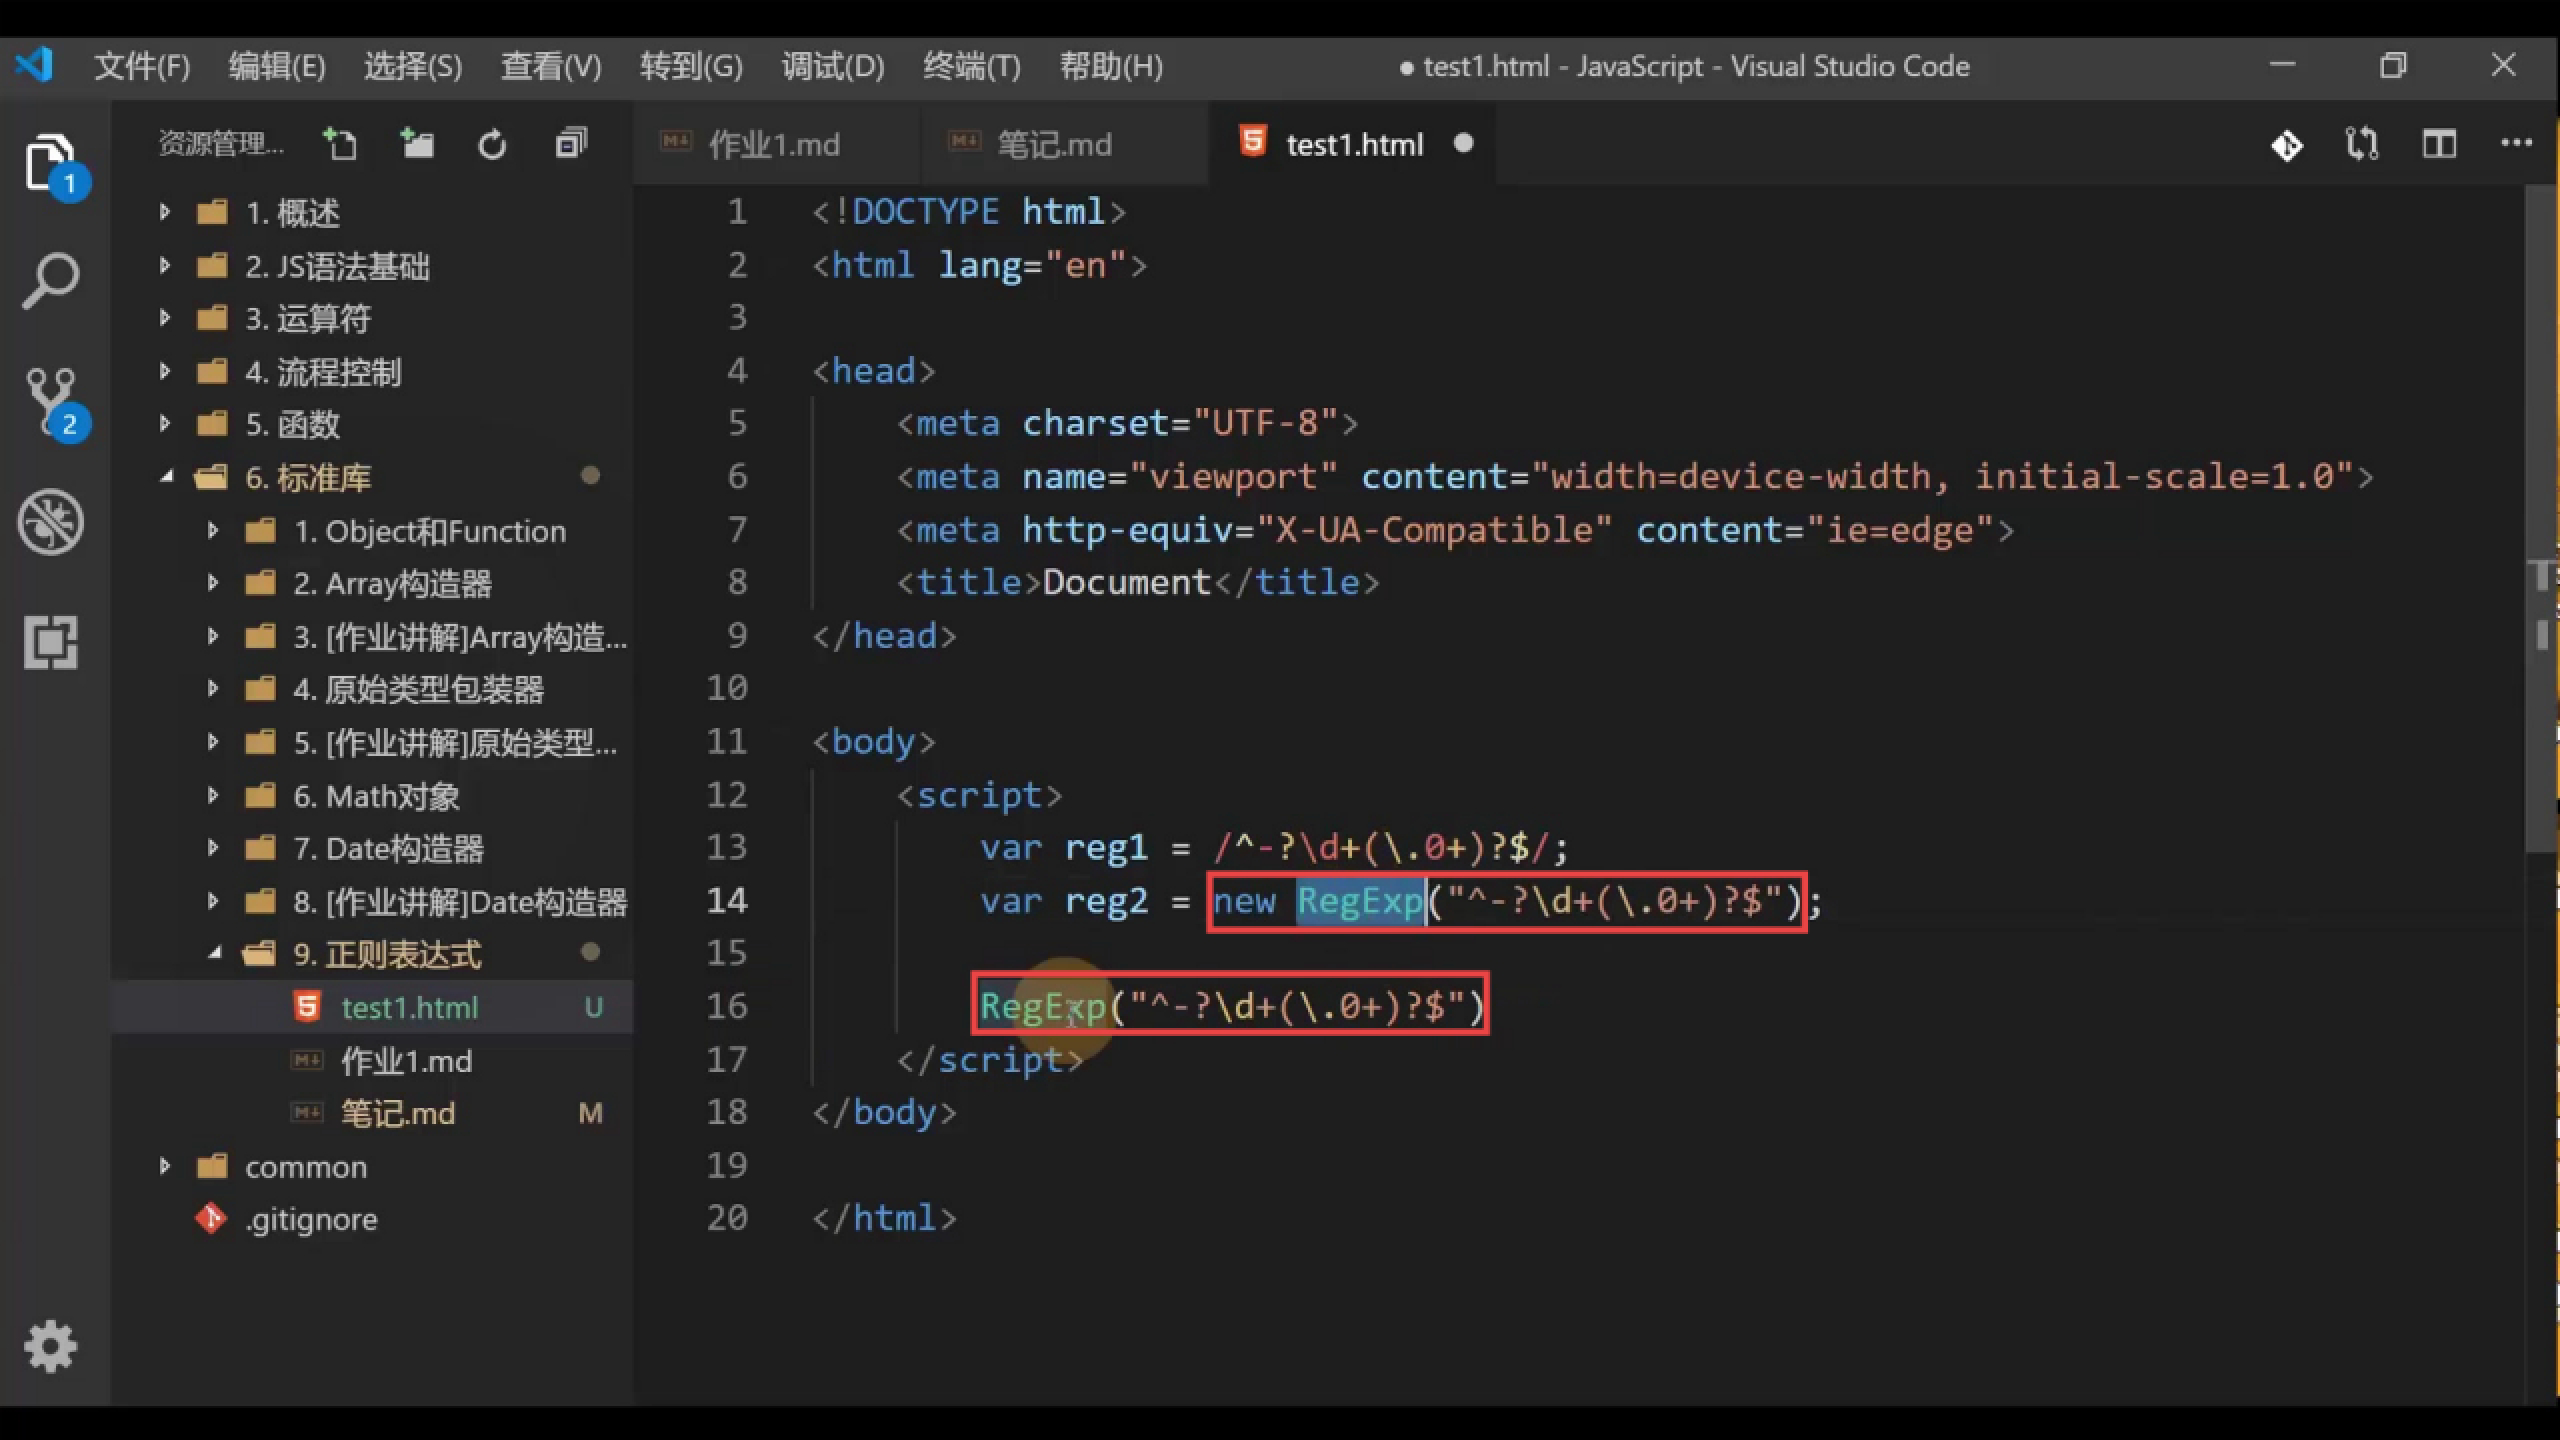 文件(F) 编辑(E) 选择(S) 查看(V) 转到(G) 调试(D) 终端(T) 帮助(H) ● test1.html - JavaScript - Visual Studio Code
资源管理... 作业1.md 笔记.md test1.html
1
2
1. 概述
2. JS语法基础
3. 运算符
4. 流程控制
5. 函数
6. 标准库
1. Object和Function
2. Array构造器
3. [作业讲解]Array构造...
4. 原始类型包装器
5. [作业讲解]原始类型...
6. Math对象
7. Date构造器
8. [作业讲解]Date构造器
9. 正则表达式
test1.html U
作业1.md
笔记.md M
common
.gitignore
1 <!DOCTYPE html>
2 <html lang="en">
3
4 <head>
5 <meta charset="UTF-8">
6 <meta name="viewport" content="width=device-width, initial-scale=1.0">
7 <meta http-equiv="X-UA-Compatible" content="ie=edge">
8 <title>Document</title>
9 </head>
10
11 <body>
12 <script>
13 var reg1 = /^-?\d+(\.0+)?$/;
14 var reg2 = new RegExp("^-?\d+(\.0+)?$");
15
16 RegExp("^-?\d+(\.0+)?$")
17 </script>
18 </body>
19
20 </html>